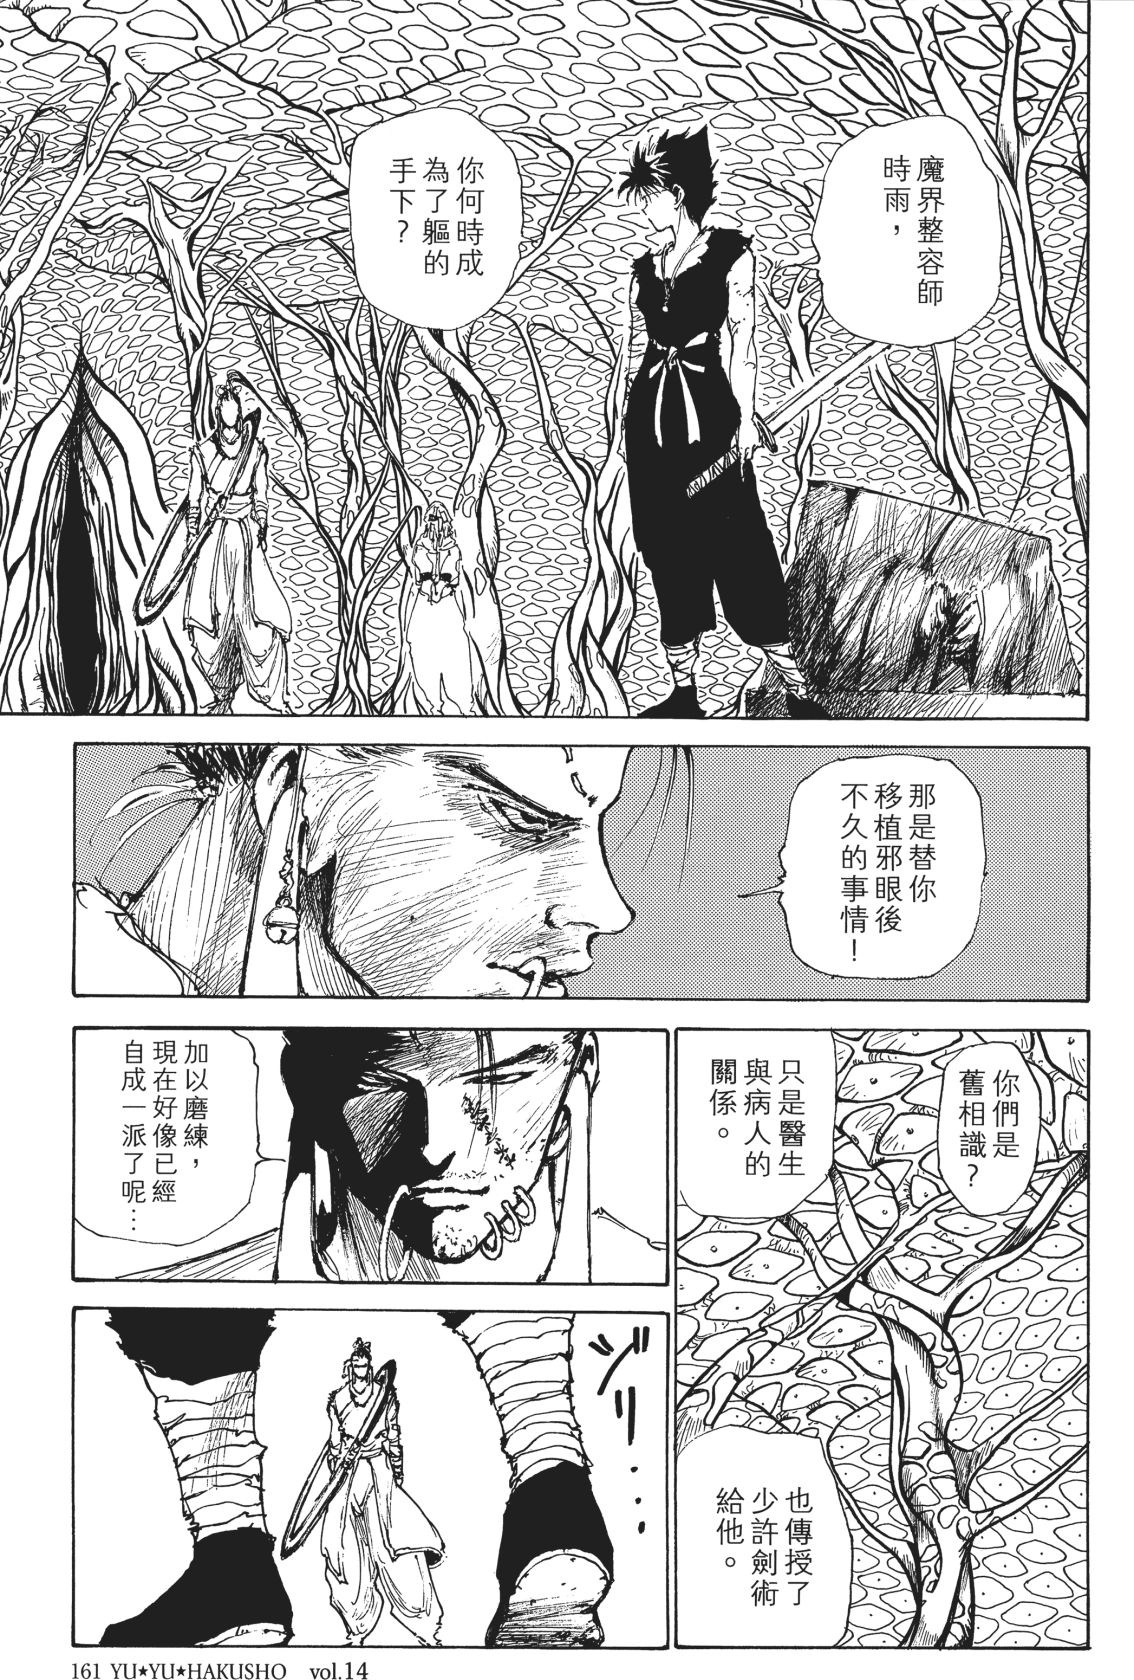 魔界整容師
時雨，
你何時成
為了軀的
手下？
那是替你
移植邪眼後
不久的事情！
你們是
舊相識？
只是醫生
與病人的
關係。
也傳授了
少許劍術
給他。
加以磨練，
現在好像已經
自成一派了呢…
ジ…
161 YU★YU★HAKUSHO vol.14